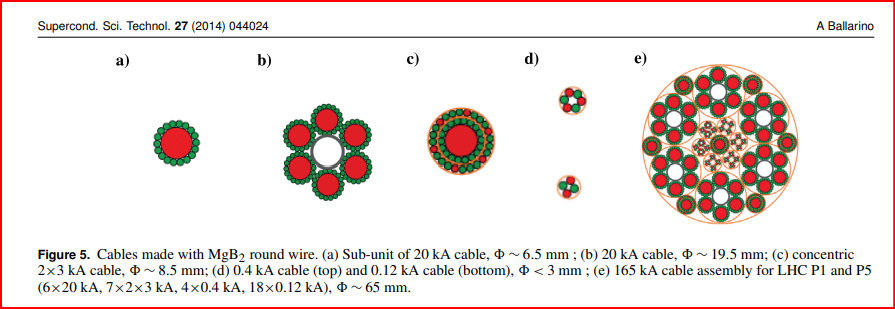 Supercond. Sci. Technol. 27 (2014) 044024
A Ballarino
a)
b)
c)
d)
e)
Figure 5. Cables made with MgB₂ round wire. (a) Sub-unit of 20 kA cable, Φ ∼ 6.5 mm ; (b) 20 kA cable, Φ ∼ 19.5 mm; (c) concentric
2×3 kA cable, Φ ∼ 8.5 mm; (d) 0.4 kA cable (top) and 0.12 kA cable (bottom), Φ < 3 mm ; (e) 165 kA cable assembly for LHC P1 and P5
(6×20 kA, 7×2×3 kA, 4×0.4 kA, 18×0.12 kA), Φ ∼ 65 mm.